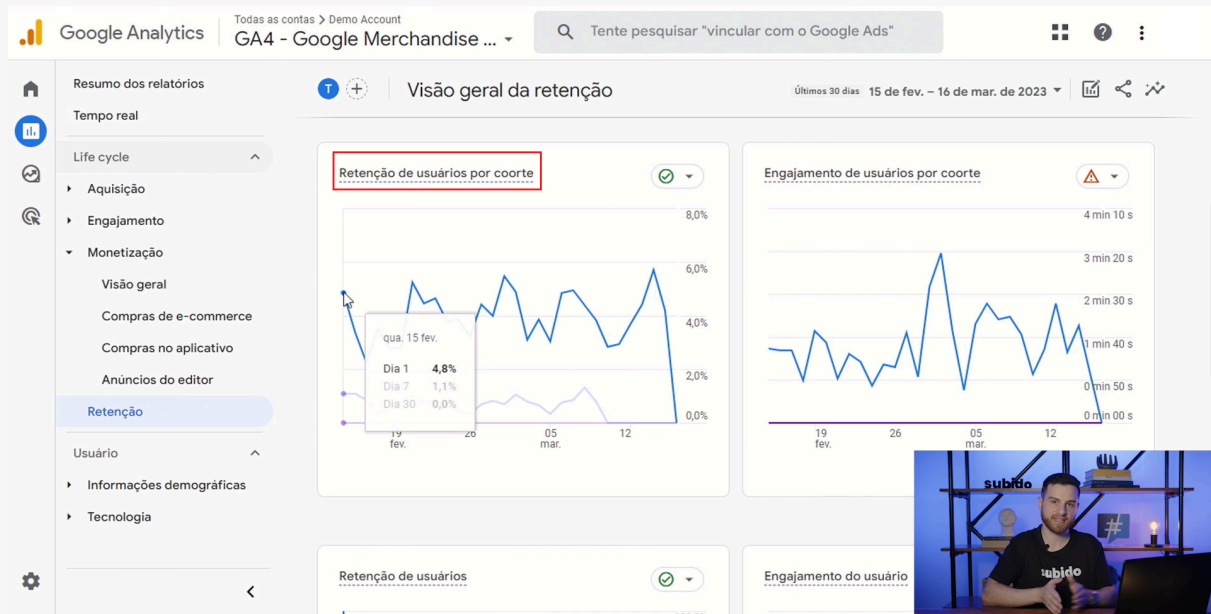 Google Analytics
Todas as contas > Demo Account
GA4 - Google Merchandise ...
Tente pesquisar "vincular com o Google Ads"
Resumo dos relatórios
Tempo real
Life cycle
Aquisição
Engajamento
Monetização
Visão geral
Compras de e-commerce
Compras no aplicativo
Anúncios do editor
Retenção
Usuário
Informações demográficas
Tecnologia
T
Visão geral da retenção
Últimos 30 dias 15 de fev. – 16 de mar. de 2023
Retenção de usuários por coorte
8,0%
6,0%
4,0%
2,0%
0,0%
qua. 15 fev.
Dia 1 4,8%
Dia 7 1,1%
Dia 30 0,0%
19 26 05 12
fev. mar.
Engajamento de usuários por coorte
4 min 10 s
3 min 20 s
2 min 30 s
1 min 40 s
0 min 50 s
0 min 00 s
19 26 05 12
fev. mar.
Retenção de usuários
Engajamento do usuário
subido
#
subido